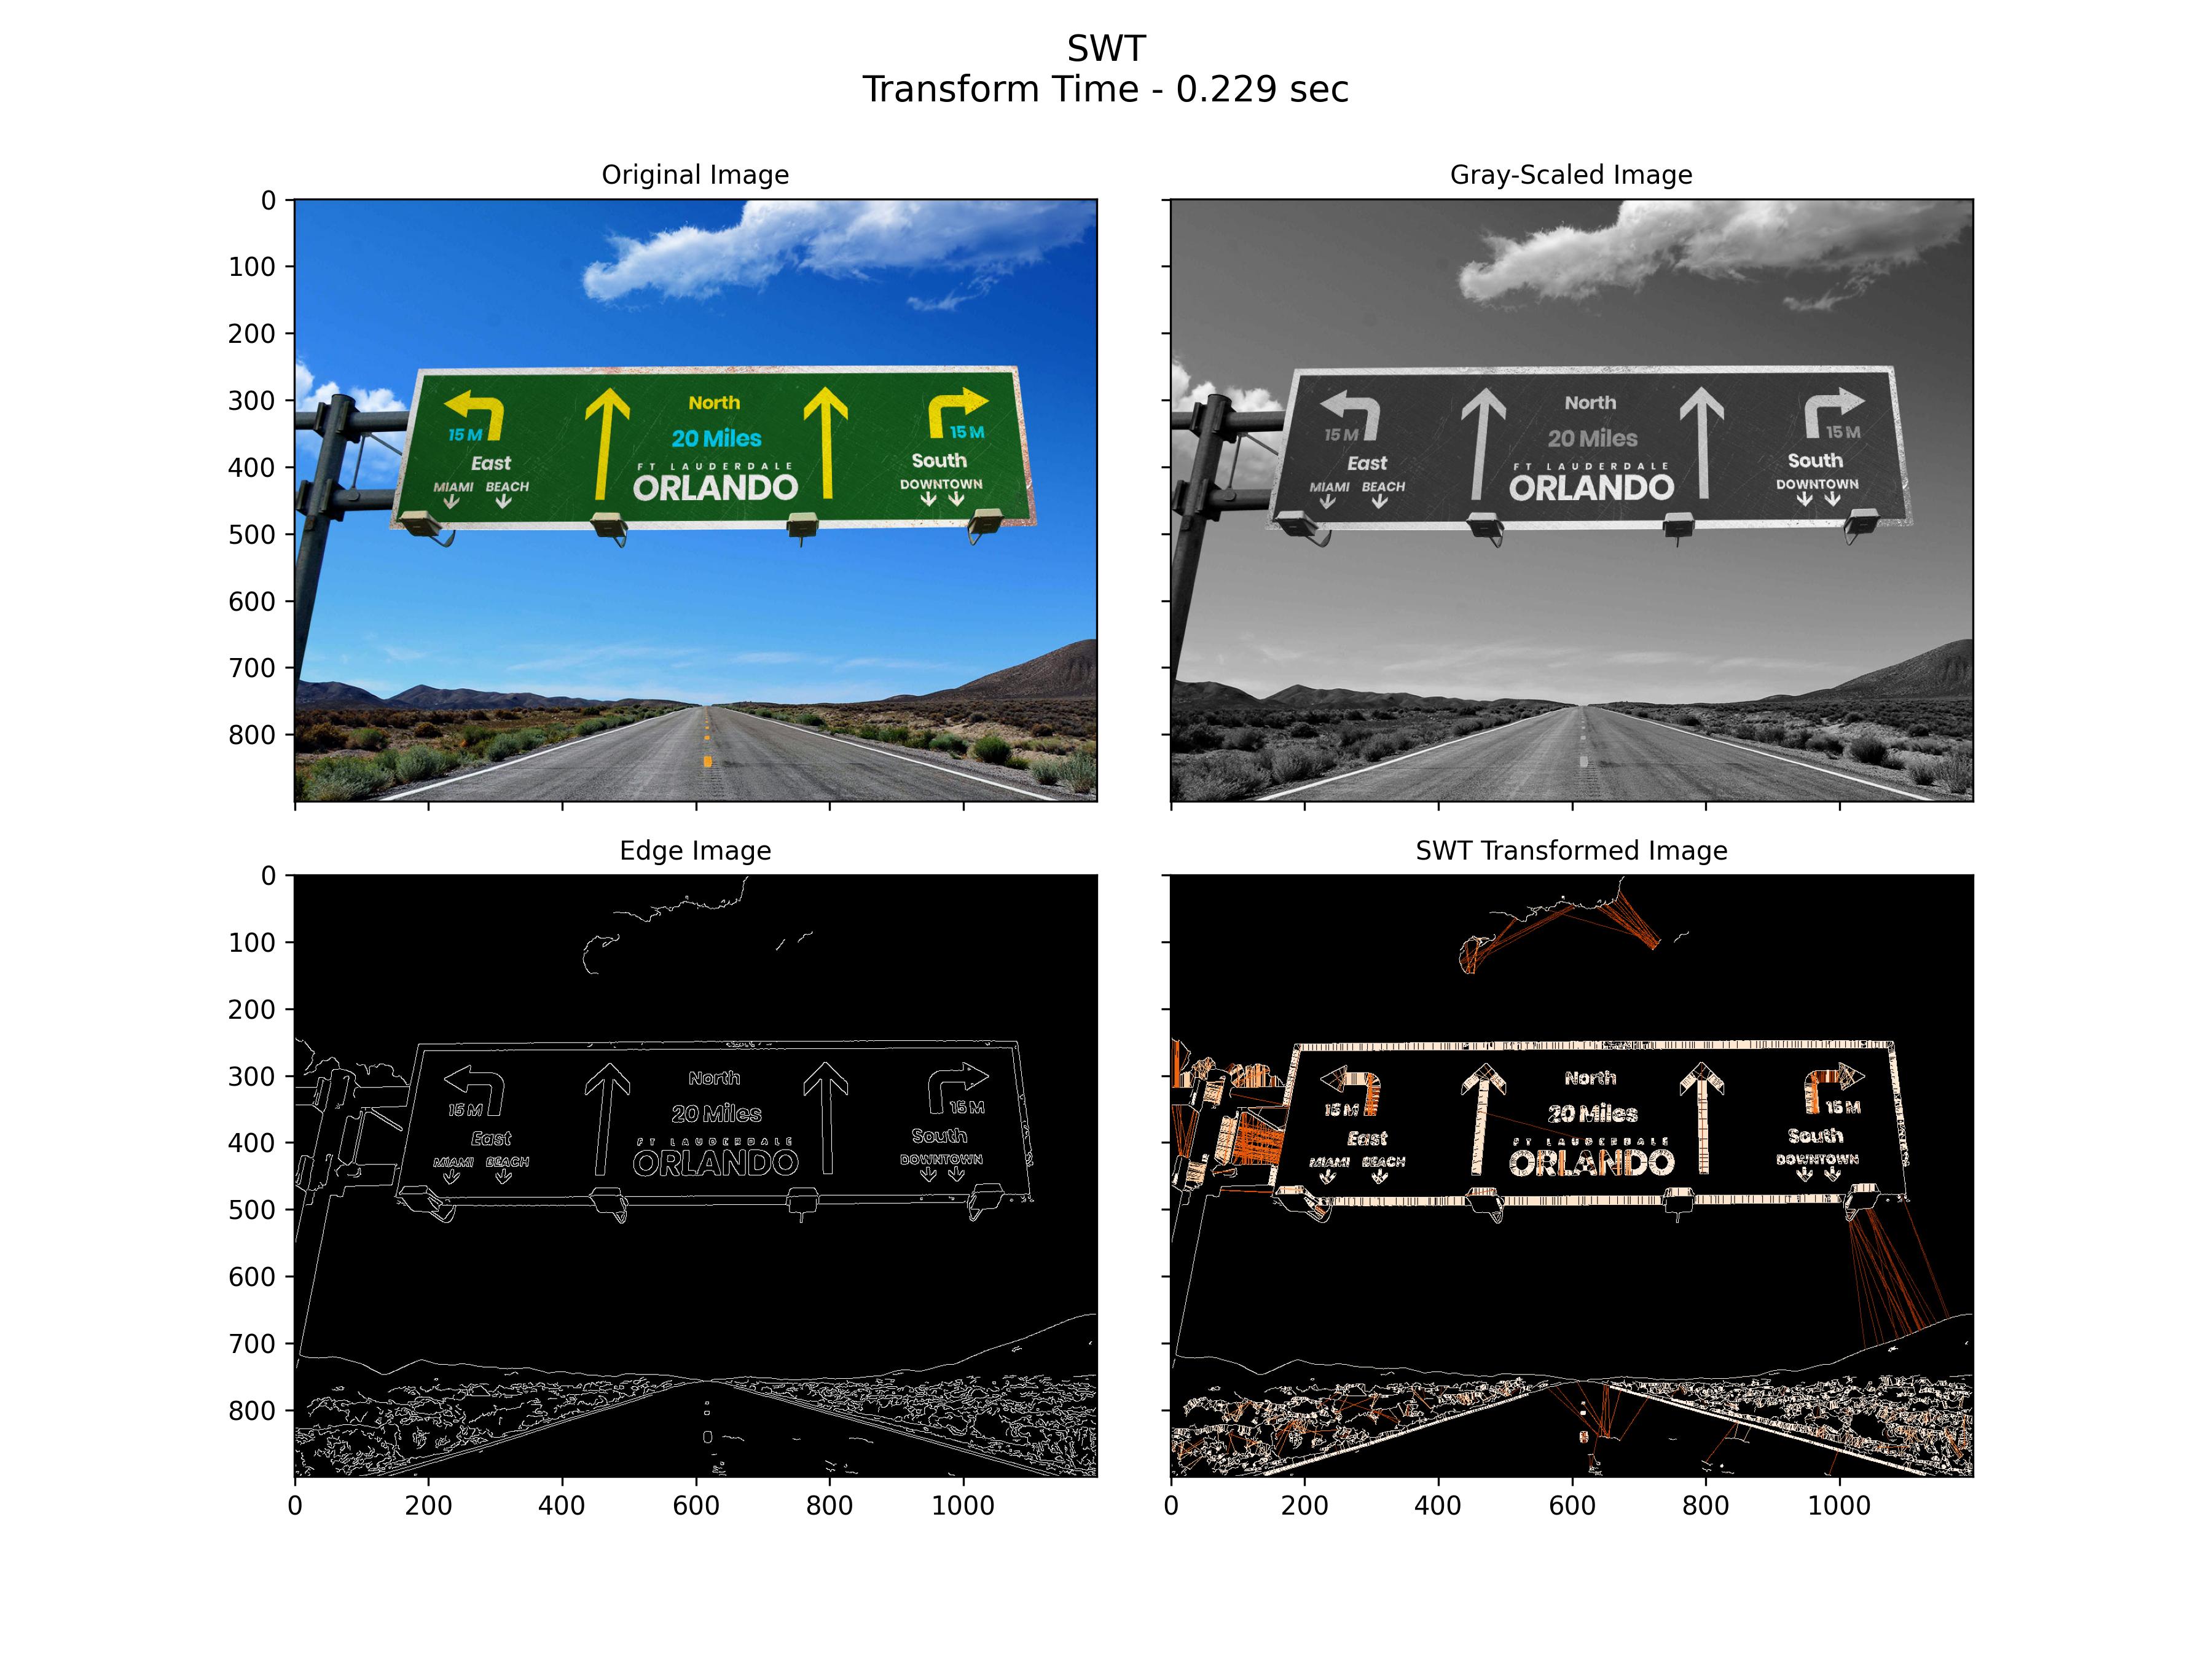 SWT
Transform Time - 0.229 sec
Original Image
Gray-Scaled Image
0
100
200
300
400
500
600
700
800
North
15 M
20 Miles
15 M
East
FT LAUDERDALE
South
MIAMI BEACH
ORLANDO
DOWNTOWN
North
15 M
20 Miles
15 M
East
FT LAUDERDALE
South
MIAMI BEACH
ORLANDO
DOWNTOWN
Edge Image
SWT Transformed Image
0
100
200
300
400
500
600
700
800
North
15 M
20 Miles
15 M
East
FT LAUDERDALE
South
MIAMI BEACH
ORLANDO
DOWNTOWN
North
15 M
20 Miles
15 M
East
FT LAUDERDALE
South
MIAMI BEACH
ORLANDO
DOWNTOWN
0 200 400 600 800 1000
0 200 400 600 800 1000